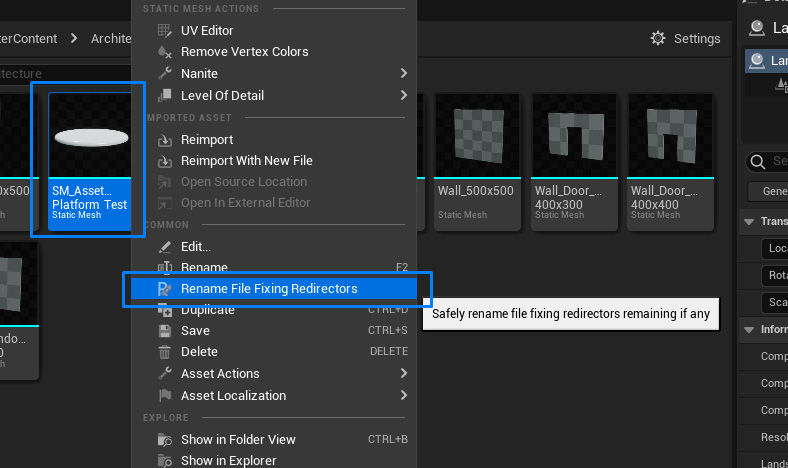 STATIC MESH ACTIONS
UV Editor
Remove Vertex Colors
Nanite
Level Of Detail
IMPORTED ASSET
Reimport
Reimport With New File
Open Source Location
Open In External Editor
COMMON
Edit...
Rename F2
Rename File Fixing Redirectors
Duplicate CTRL+D
Save CTRL+S
Delete DELETE
Asset Actions
Asset Localization
EXPLORE
Show in Folder View CTRL+B
Show in Explorer
terContent > Archite
Settings
tecture
00x500
Mesh
SM_Asset...
Platform Test
Static Mesh
Wall_500x500
Static Mesh
Wall_Door_...
400x300
Static Mesh
Wall_Door_...
400x400
Static Mesh
ndo...
0
Mesh
Safely rename file fixing redirectors remaining if any
La
Lan
Se
Gene
Trans
Loca
Rota
Sca
Inform
Comp
Comp
Comp
Resol
Lands